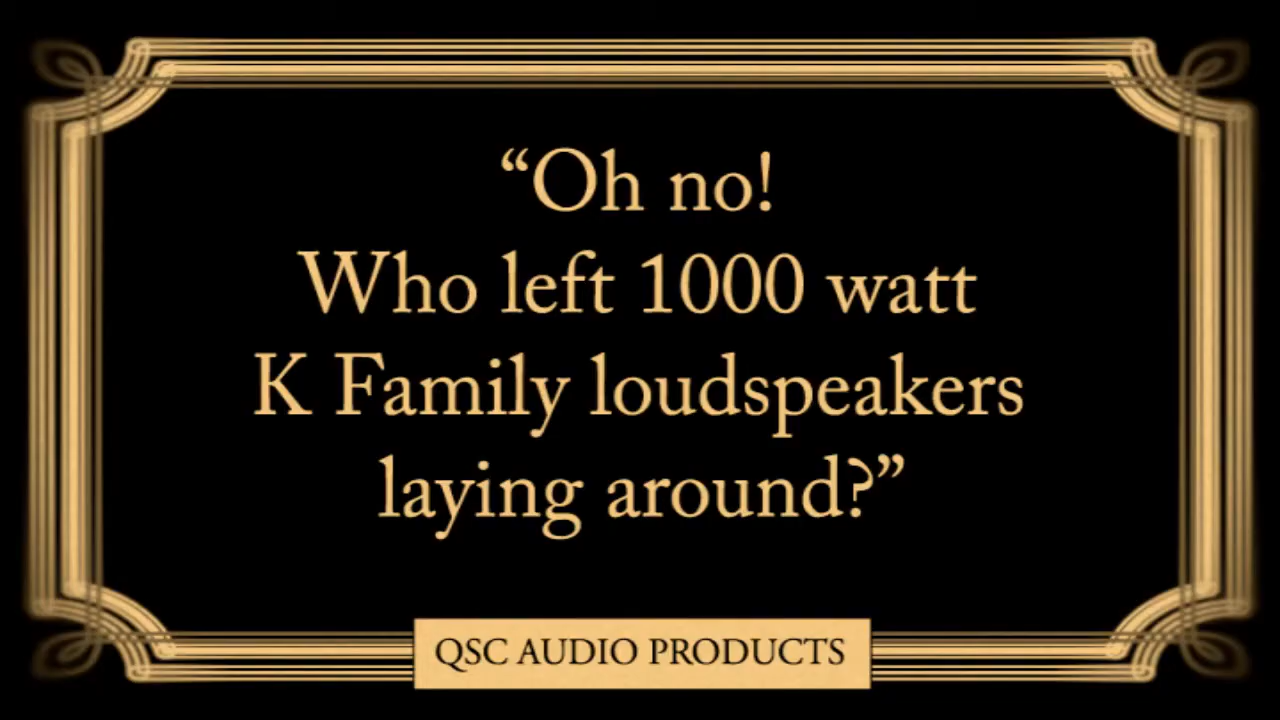 “Oh no!
Who left 1000 watt
K Family loudspeakers
laying around?”
QSC AUDIO PRODUCTS